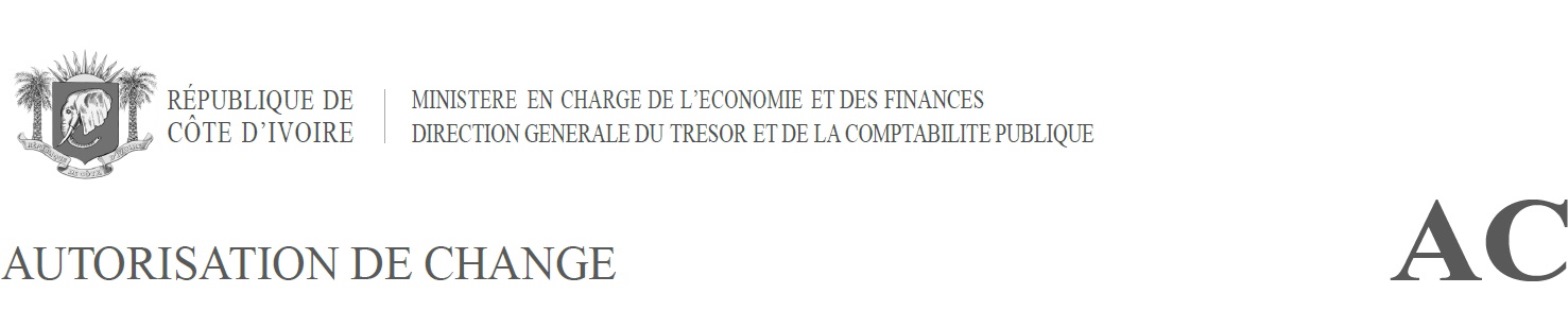 RÉPUBLIQUE DE
CÔTE D'IVOIRE
MINISTERE EN CHARGE DE L'ECONOMIE ET DES FINANCES
DIRECTION GENERALE DU TRESOR ET DE LA COMPTABILITE PUBLIQUE
AUTORISATION DE CHANGE
AC